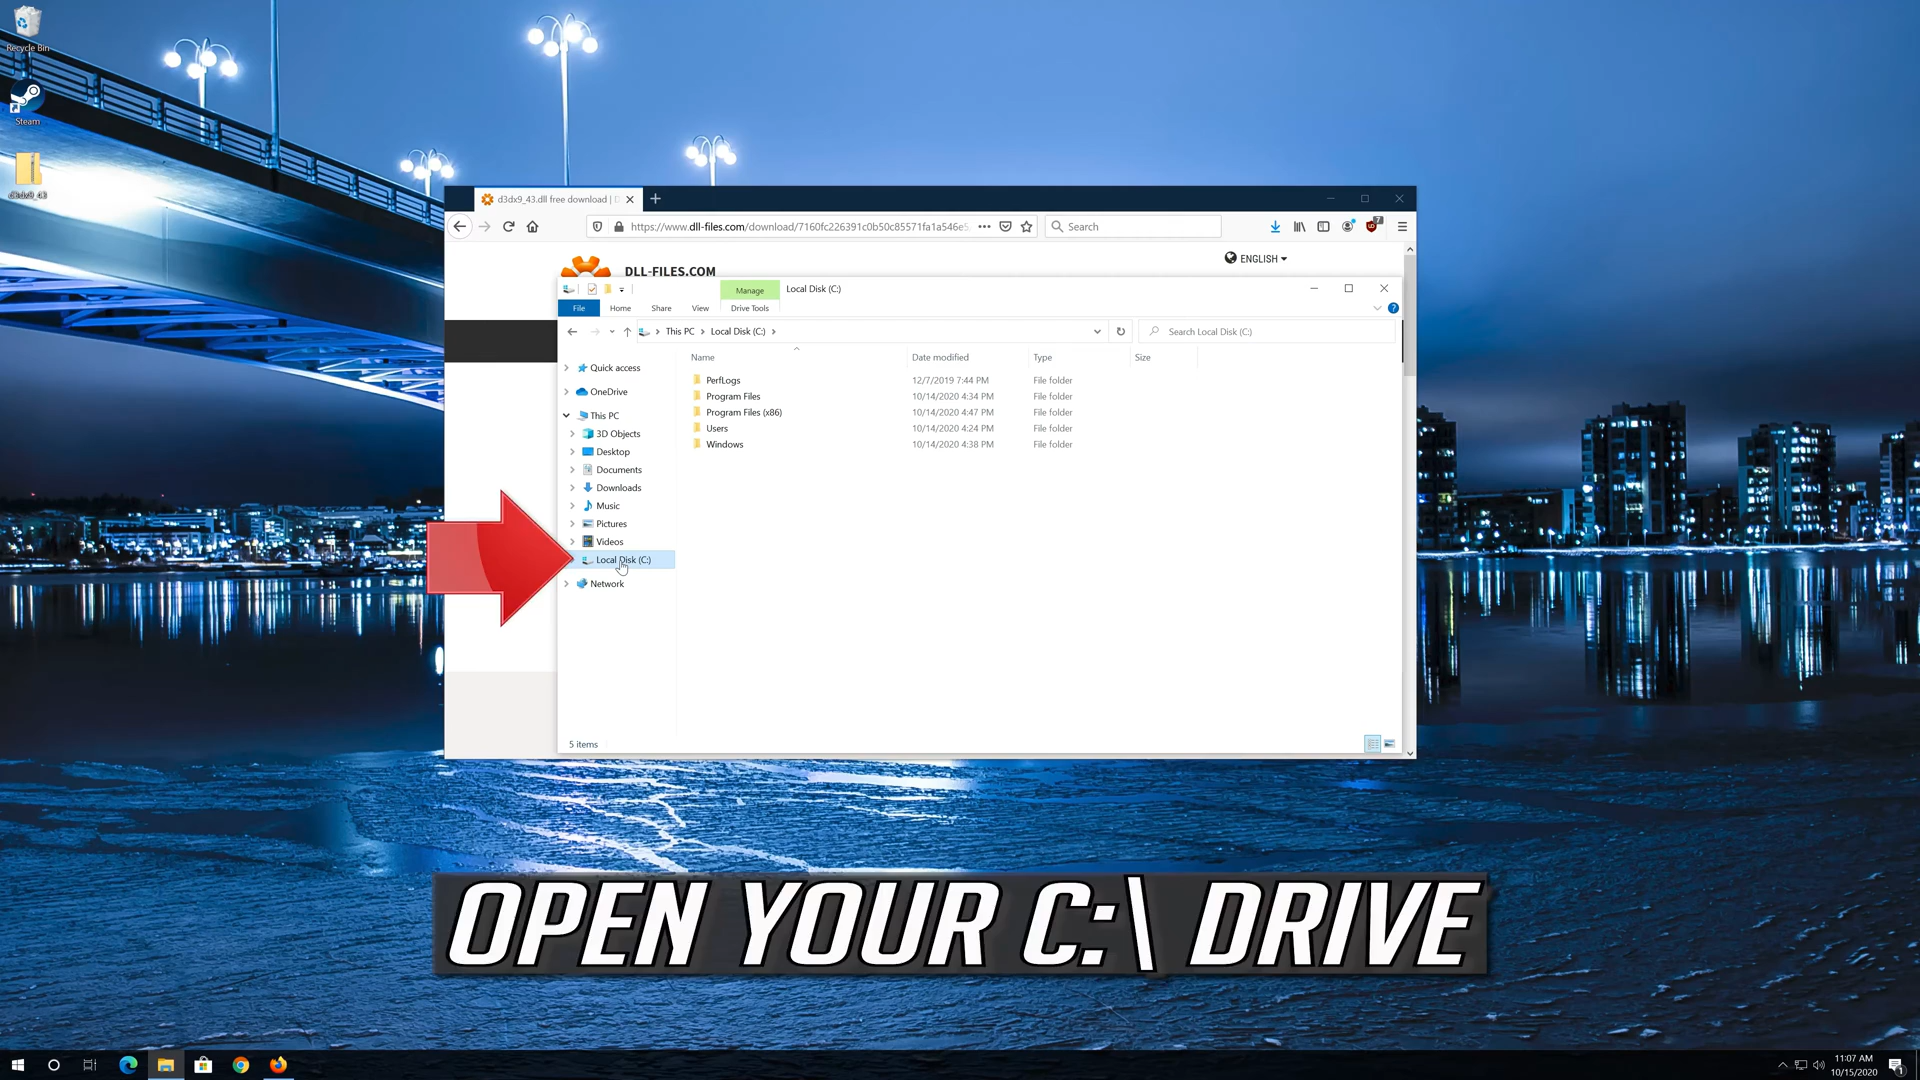 Recycle Bin
Steam
d3dx9_43
d3dx9_43.dll free download | D
https://www.dll-files.com/download/7160fc226391c0b50c85571fa1a546e5
Search
7
DLL-FILES.COM
ENGLISH
Manage
Local Disk (C:)
File
Home
Share
View
Drive Tools
This PC
Local Disk (C:)
Search Local Disk (C:)
Name
Date modified
Type
Size
PerfLogs 12/7/2019 7:44 PM File folder
Program Files 10/14/2020 4:34 PM File folder
Program Files (x86) 10/14/2020 4:47 PM File folder
Users 10/14/2020 4:24 PM File folder
Windows 10/14/2020 4:38 PM File folder
Quick access
OneDrive
This PC
3D Objects
Desktop
Documents
Downloads
Music
Pictures
Videos
Local Disk (C:)
Network
5 items
OPEN YOUR C:\ DRIVE
11:07 AM
10/15/2020
1